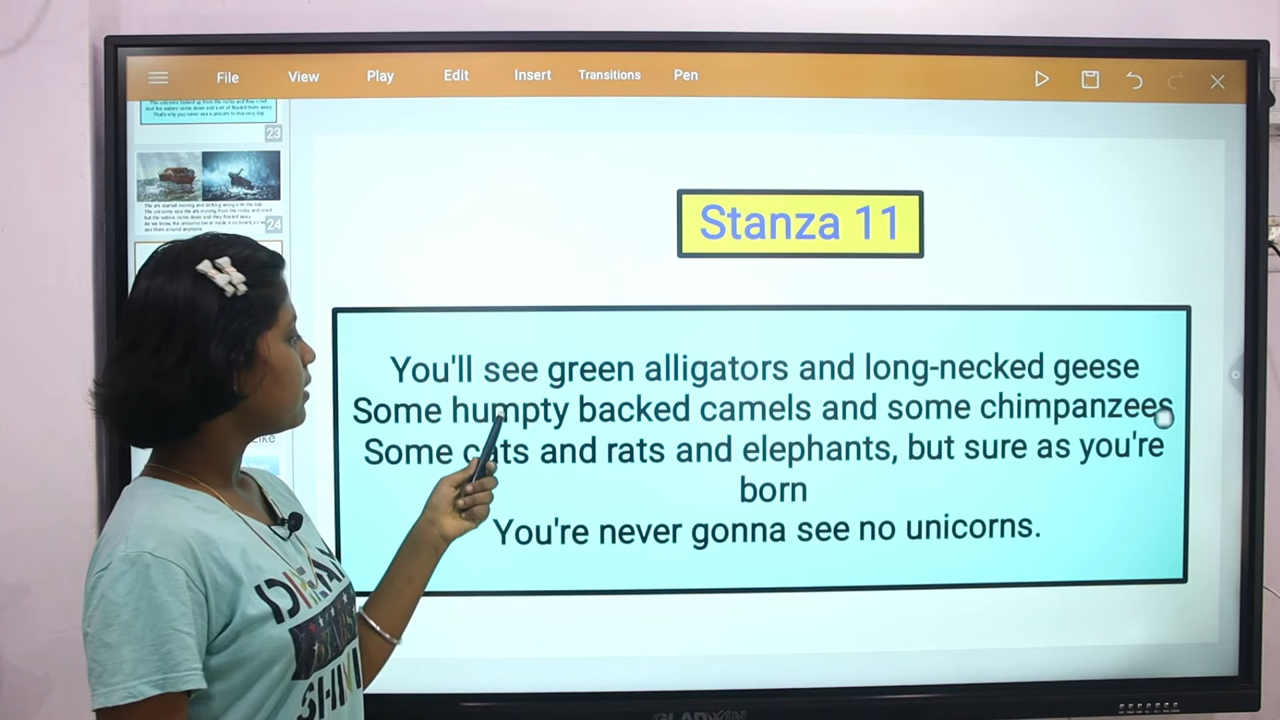 File View Play Edit Insert Transitions Pen
23
24
Stanza 11
You'll see green alligators and long-necked geese
Some humpty backed camels and some chimpanzees
Some cats and rats and elephants, but sure as you're
born
You're never gonna see no unicorns.